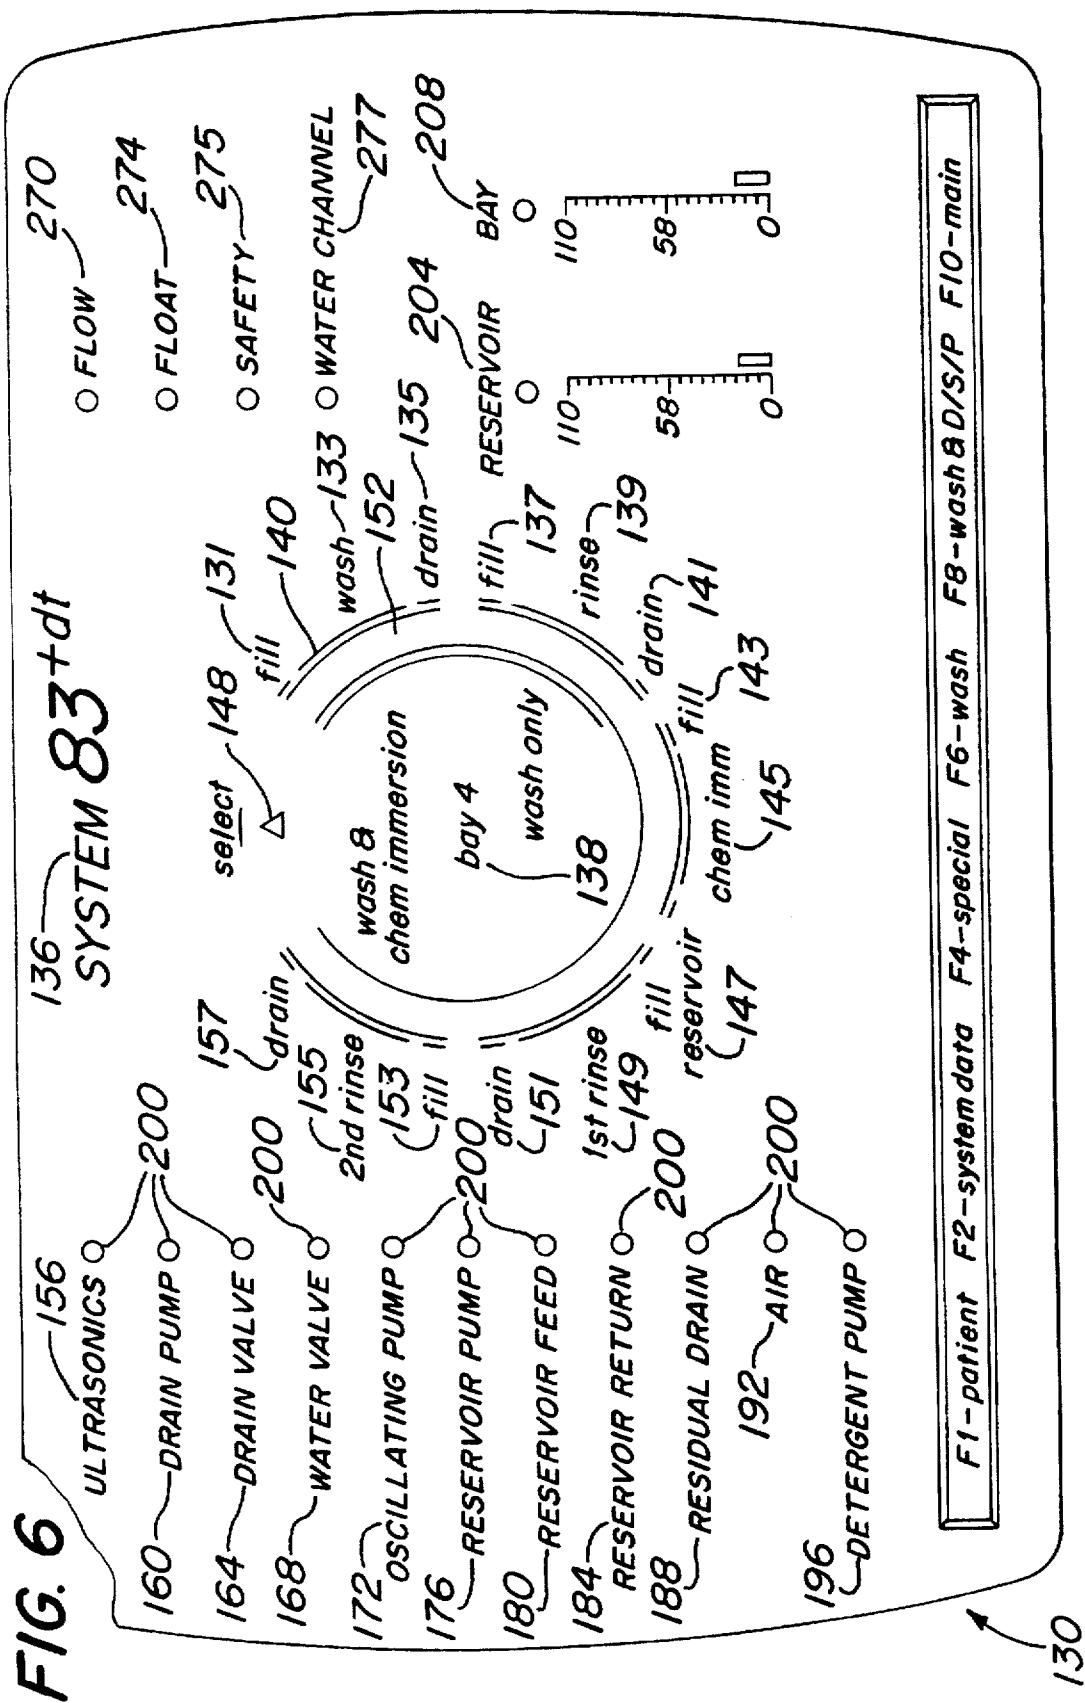 FIG. 6
136
SYSTEM 83+dt
156
ULTRASONICS
200
160 DRAIN PUMP
164 DRAIN VALVE
168 WATER VALVE
200
172
OSCILLATING PUMP
176
RESERVOIR PUMP
200
180
RESERVOIR FEED
184
RESERVOIR RETURN
200
188
RESIDUAL DRAIN
192 AIR
200
196
DETERGENT PUMP
select
148
fill
131
140
wash 133
152
drain 135
fill
137
rinse
139
drain
141
fill
143
chem imm
145
fill
reservoir
147
1st rinse
149
drain
151
153
fill
155
2nd rinse
157
drain
wash &
chem immersion
bay 4
138
wash only
FLOW 270
FLOAT 274
SAFETY 275
WATER CHANNEL
277
204
RESERVOIR
110
58
0
208
BAY
110
58
0
F1-patient F2-system data F4-special F6-wash F8-wash & D/S/P F10-main
130